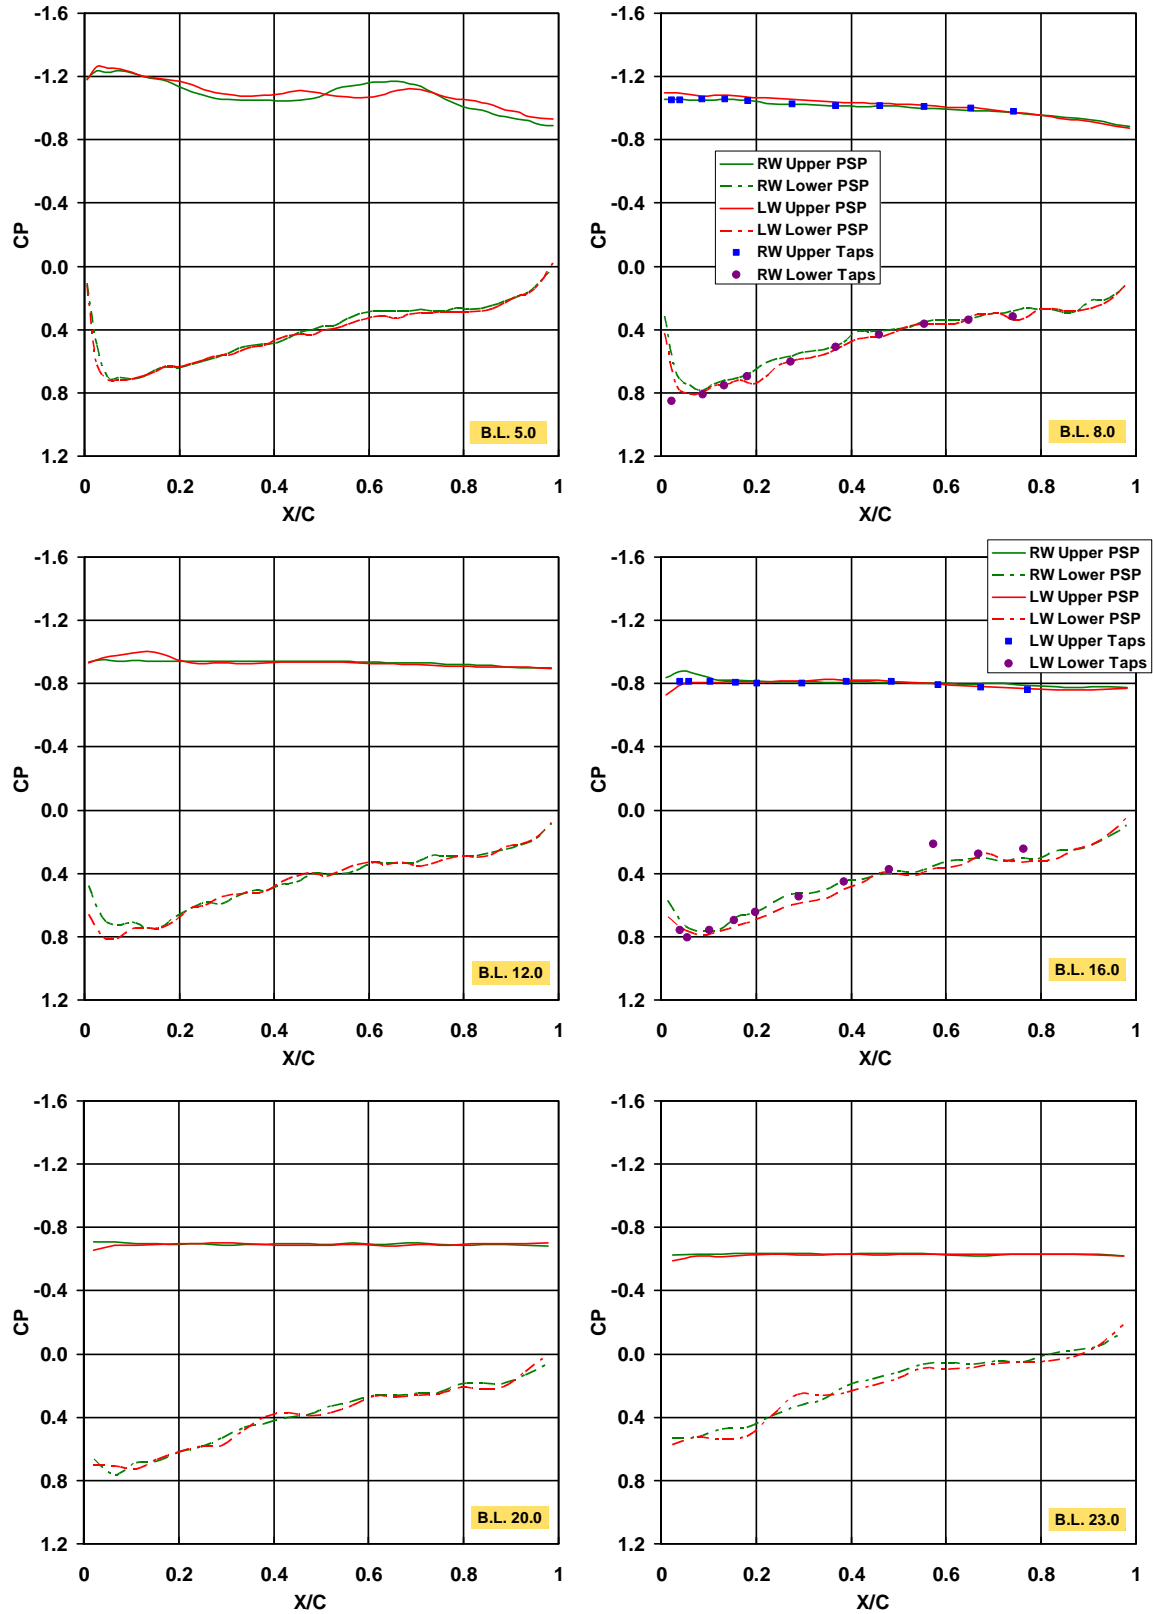 -1.6
-1.2
-0.8
-0.4
0.0
0.4
0.8
1.2
CP
0 0.2 0.4 0.6 0.8 1
X/C
B.L. 5.0
-1.6
-1.2
-0.8
-0.4
0.0
0.4
0.8
1.2
CP
RW Upper PSP
RW Lower PSP
LW Upper PSP
LW Lower PSP
RW Upper Taps
RW Lower Taps
B.L. 8.0
0 0.2 0.4 0.6 0.8 1
X/C
-1.6
-1.2
-0.8
-0.4
0.0
0.4
0.8
1.2
CP
B.L. 12.0
0 0.2 0.4 0.6 0.8 1
X/C
-1.6
-1.2
-0.8
-0.4
0.0
0.4
0.8
1.2
CP
RW Upper PSP
RW Lower PSP
LW Upper PSP
LW Lower PSP
LW Upper Taps
LW Lower Taps
B.L. 16.0
0 0.2 0.4 0.6 0.8 1
X/C
-1.6
-1.2
-0.8
-0.4
0.0
0.4
0.8
1.2
CP
B.L. 20.0
0 0.2 0.4 0.6 0.8 1
X/C
-1.6
-1.2
-0.8
-0.4
0.0
0.4
0.8
1.2
CP
B.L. 23.0
0 0.2 0.4 0.6 0.8 1
X/C